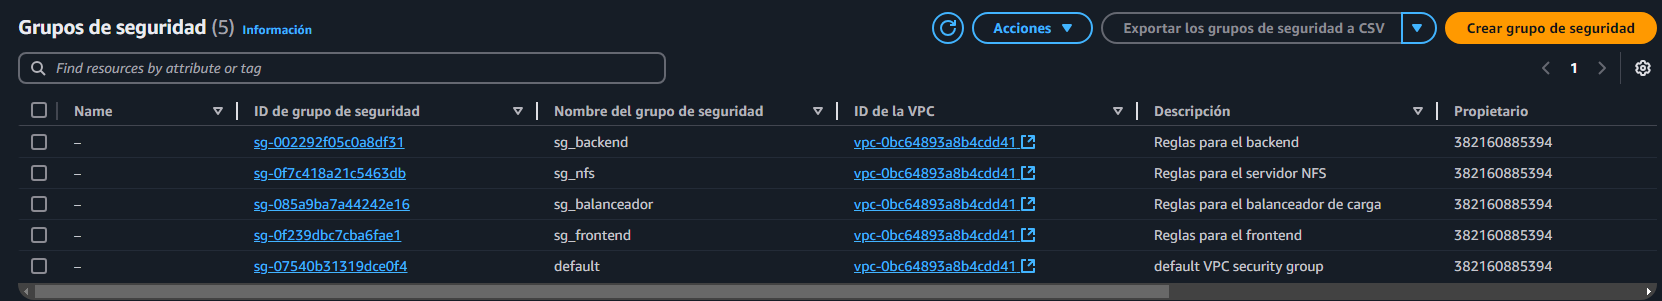 Grupos de seguridad (5) Información
Acciones
Exportar los grupos de seguridad a CSV
Crear grupo de seguridad
Find resources by attribute or tag
1
Name ID de grupo de seguridad Nombre del grupo de seguridad ID de la VPC Descripción Propietario
– sg-002292f05c0a8df31 sg_backend vpc-0bc64893a8b4cdd41 Reglas para el backend 382160885394
– sg-0f7c418a21c5463db sg_nfs vpc-0bc64893a8b4cdd41 Reglas para el servidor NFS 382160885394
– sg-085a9ba7a44242e16 sg_balanceador vpc-0bc64893a8b4cdd41 Reglas para el balanceador de carga 382160885394
– sg-0f239dbc7cba6fae1 sg_frontend vpc-0bc64893a8b4cdd41 Reglas para el frontend 382160885394
– sg-07540b31319dce0f4 default vpc-0bc64893a8b4cdd41 default VPC security group 382160885394